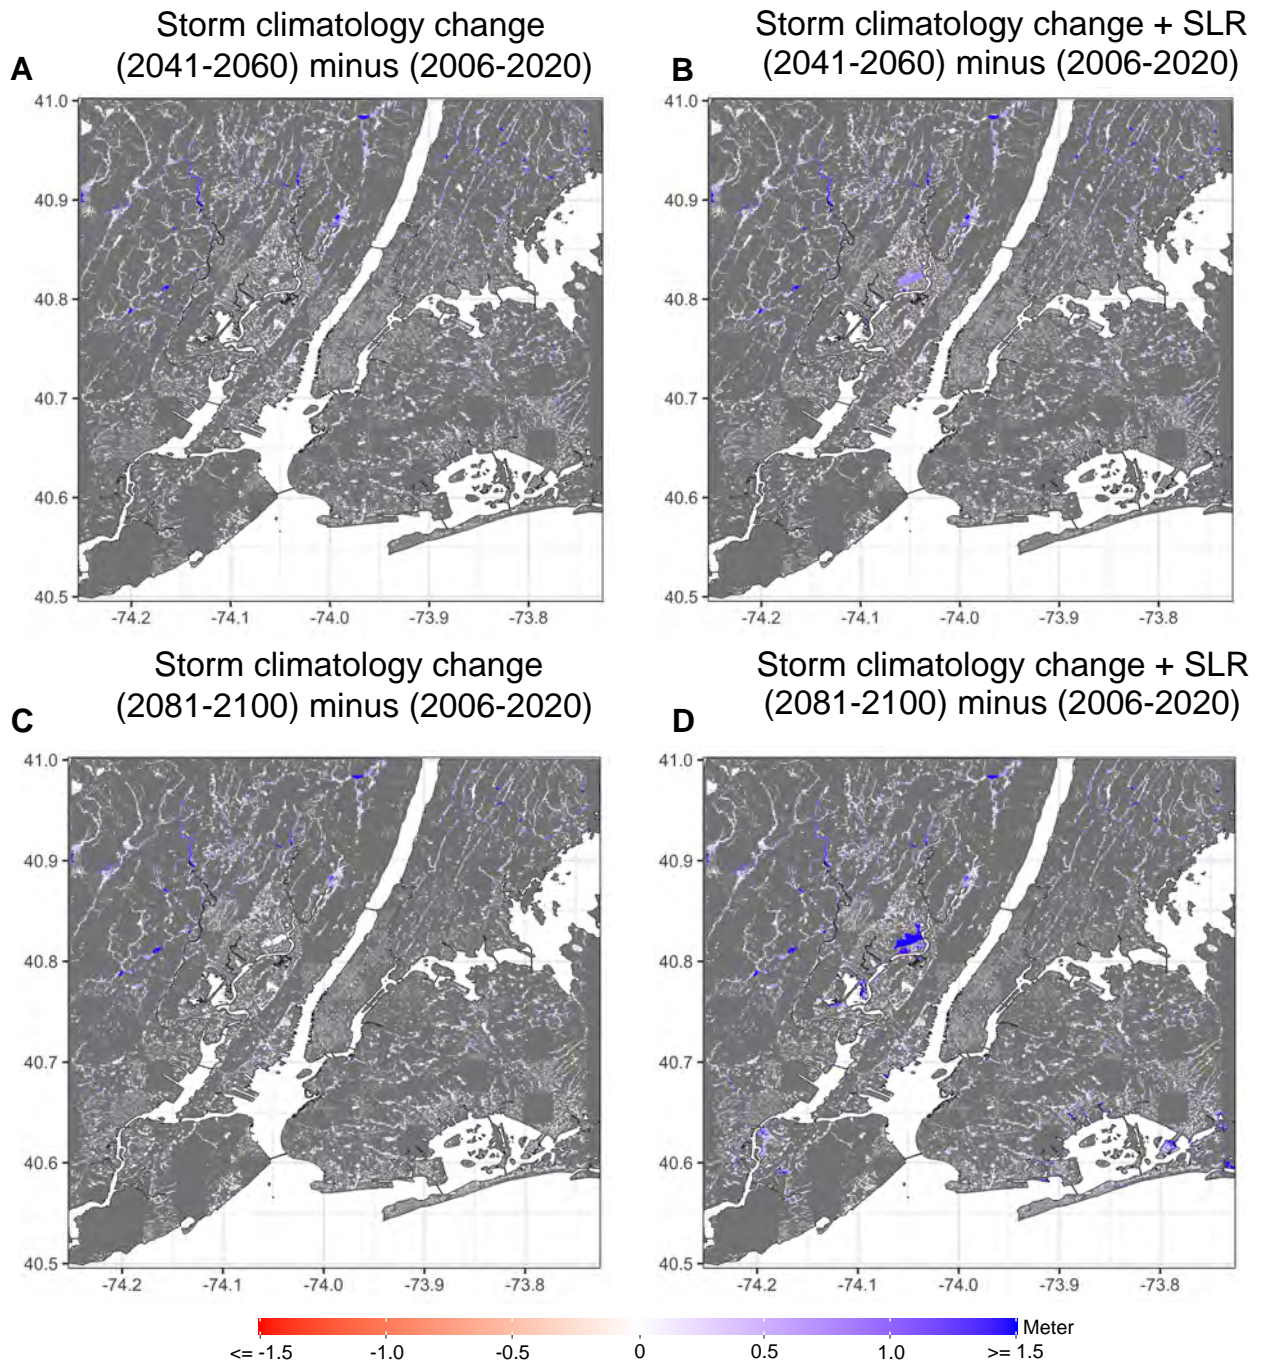 Storm climatology change
(2041-2060) minus (2006-2020)
A
Storm climatology change + SLR
(2041-2060) minus (2006-2020)
B
41.0
40.9
40.8
40.7
40.6
40.5
-74.2 -74.1 -74.0 -73.9 -73.8
41.0
40.9
40.8
40.7
40.6
40.5
-74.2 -74.1 -74.0 -73.9 -73.8
Storm climatology change
(2081-2100) minus (2006-2020)
C
Storm climatology change + SLR
(2081-2100) minus (2006-2020)
D
41.0
40.9
40.8
40.7
40.6
40.5
-74.2 -74.1 -74.0 -73.9 -73.8
41.0
40.9
40.8
40.7
40.6
40.5
-74.2 -74.1 -74.0 -73.9 -73.8
Meter
<= -1.5 -1.0 -0.5 0 0.5 1.0 >= 1.5